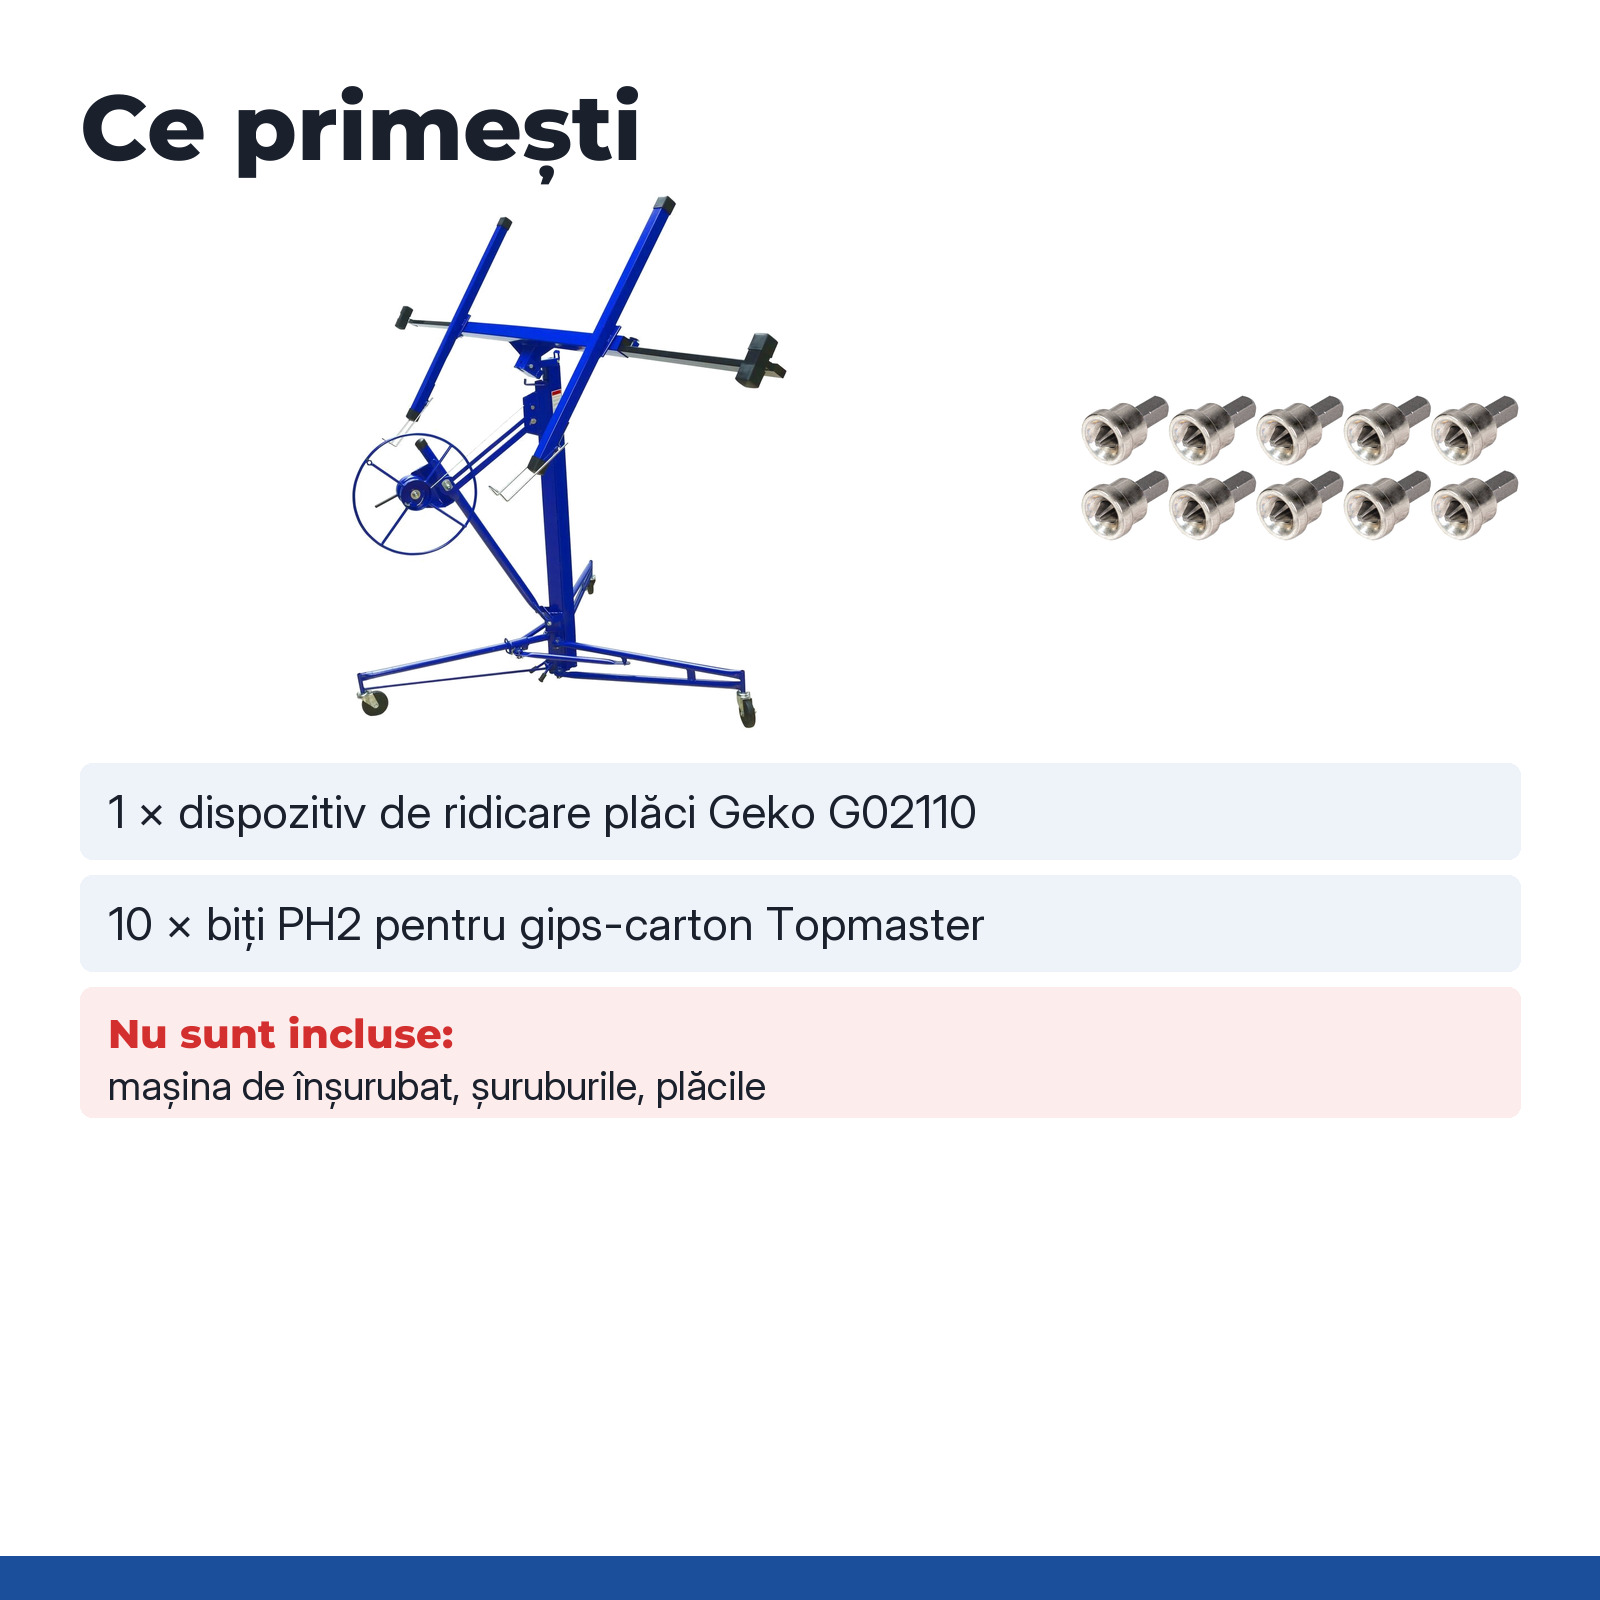 Ce primești
1 × dispozitiv de ridicare plăci Geko G02110
10 × biți PH2 pentru gips-carton Topmaster
Nu sunt incluse:
mașina de înșurubat, șuruburile, plăcile